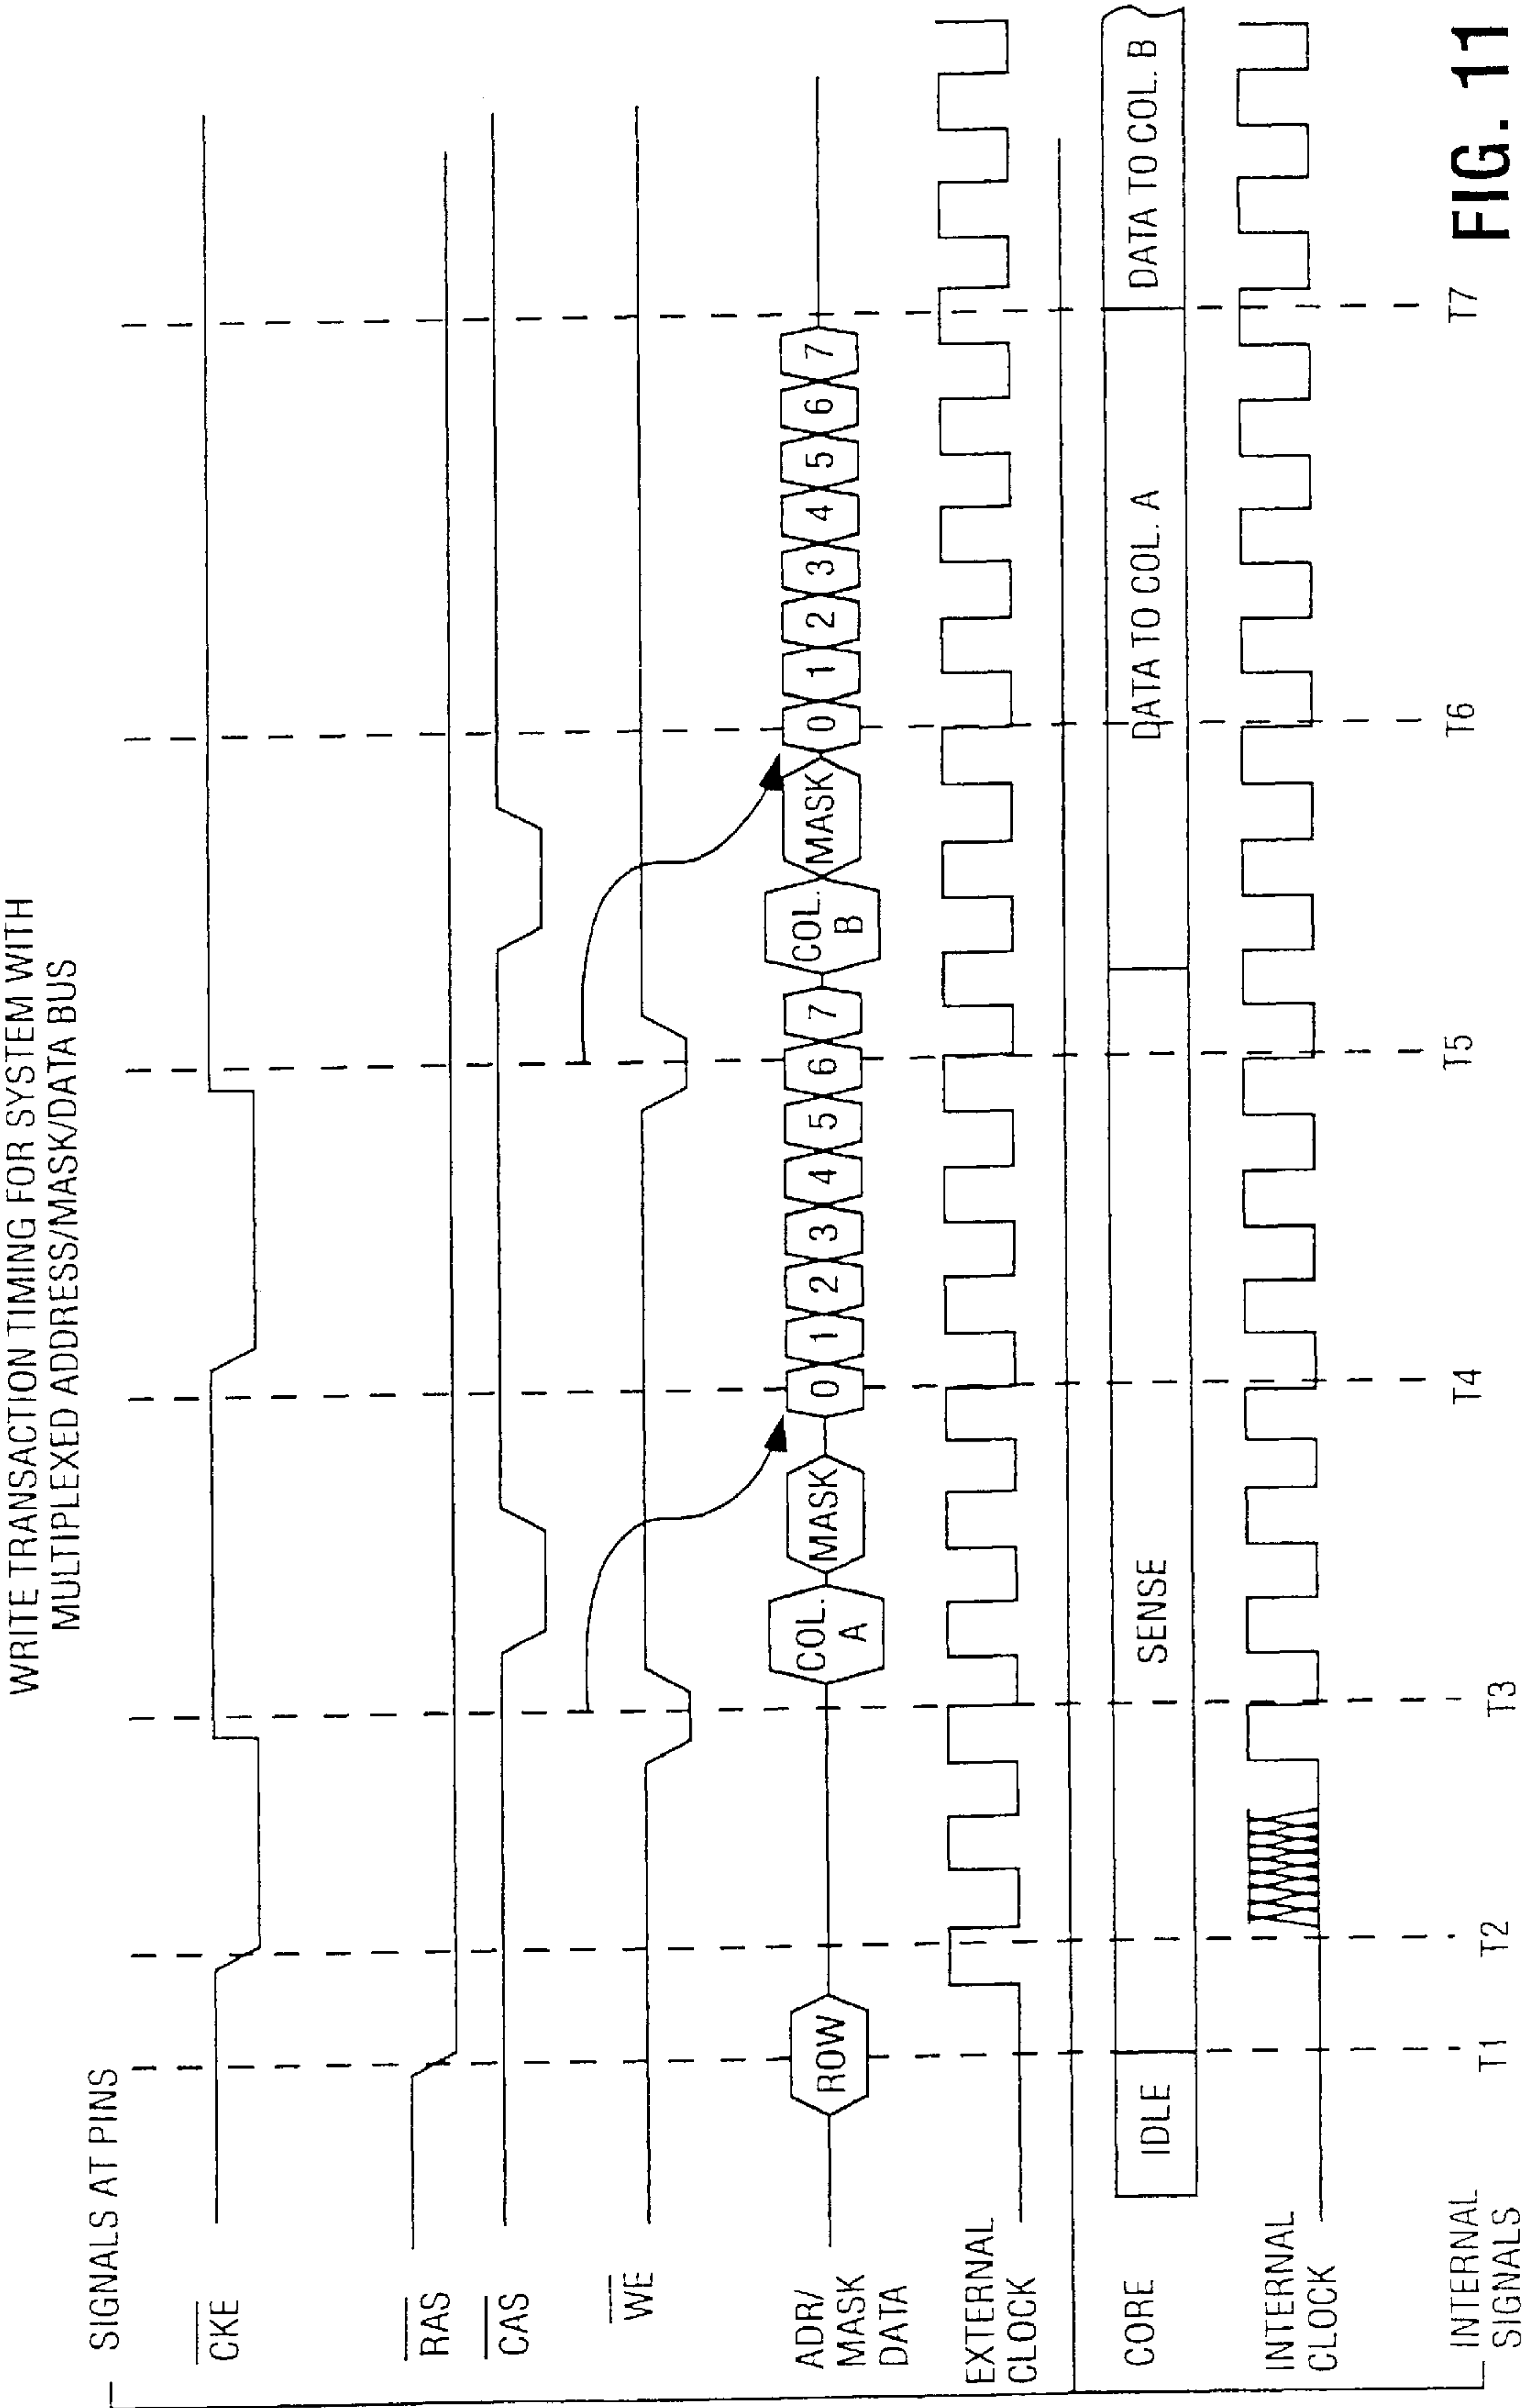 WRITE TRANSACTION TIMING FOR SYSTEM WITH
MULTIPLEXED ADDRESS/MASK/DATA BUS
SIGNALS AT PINS
CKE
RAS
CAS
WE
ADR/
MASK
DATA
ROW
COL.
A
MASK
0 1 2 3 4 5 6 7
COL.
B
MASK
0 1 2 3 4 5 6 7
EXTERNAL
CLOCK
CORE
IDLE
SENSE
DATA TO COL. A
DATA TO COL. B
INTERNAL
CLOCK
INTERNAL
SIGNALS
T1
T2
T3
T4
T5
T6
T7
FIG. 11